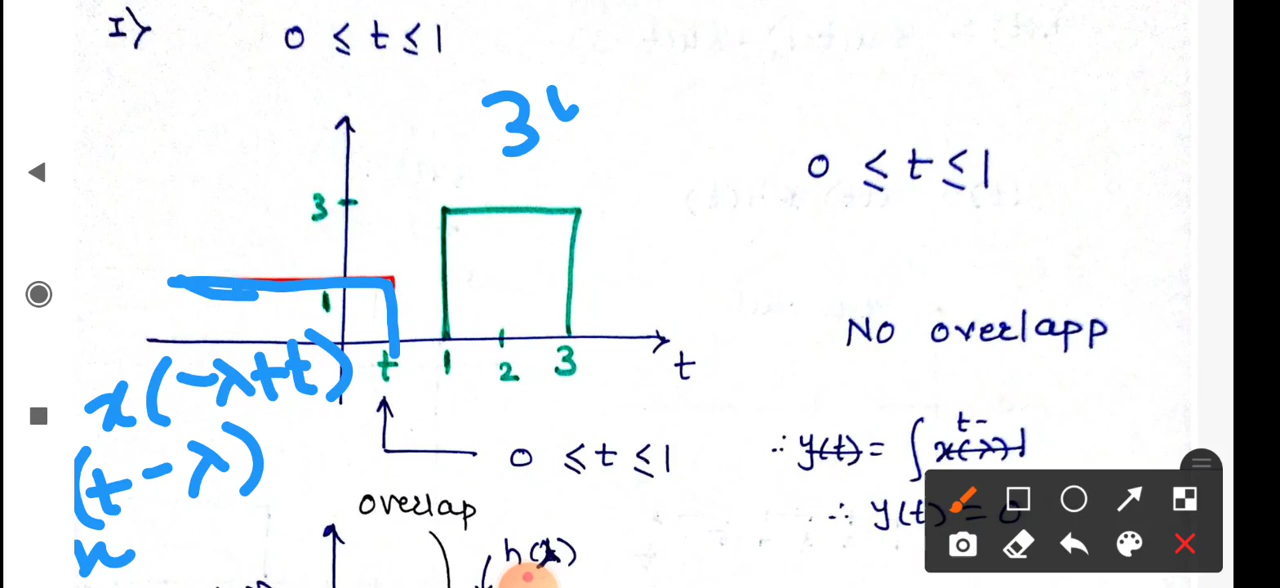 I> 0 ≤ t ≤ 1
3
0 ≤ t ≤ 1
3
1
No overlapp
t 1 2 3 t
x(-λ+t)
(t-λ)
0 ≤ t ≤ 1
∴ y(t) = ∫
∴ y(t) = 0
overlap